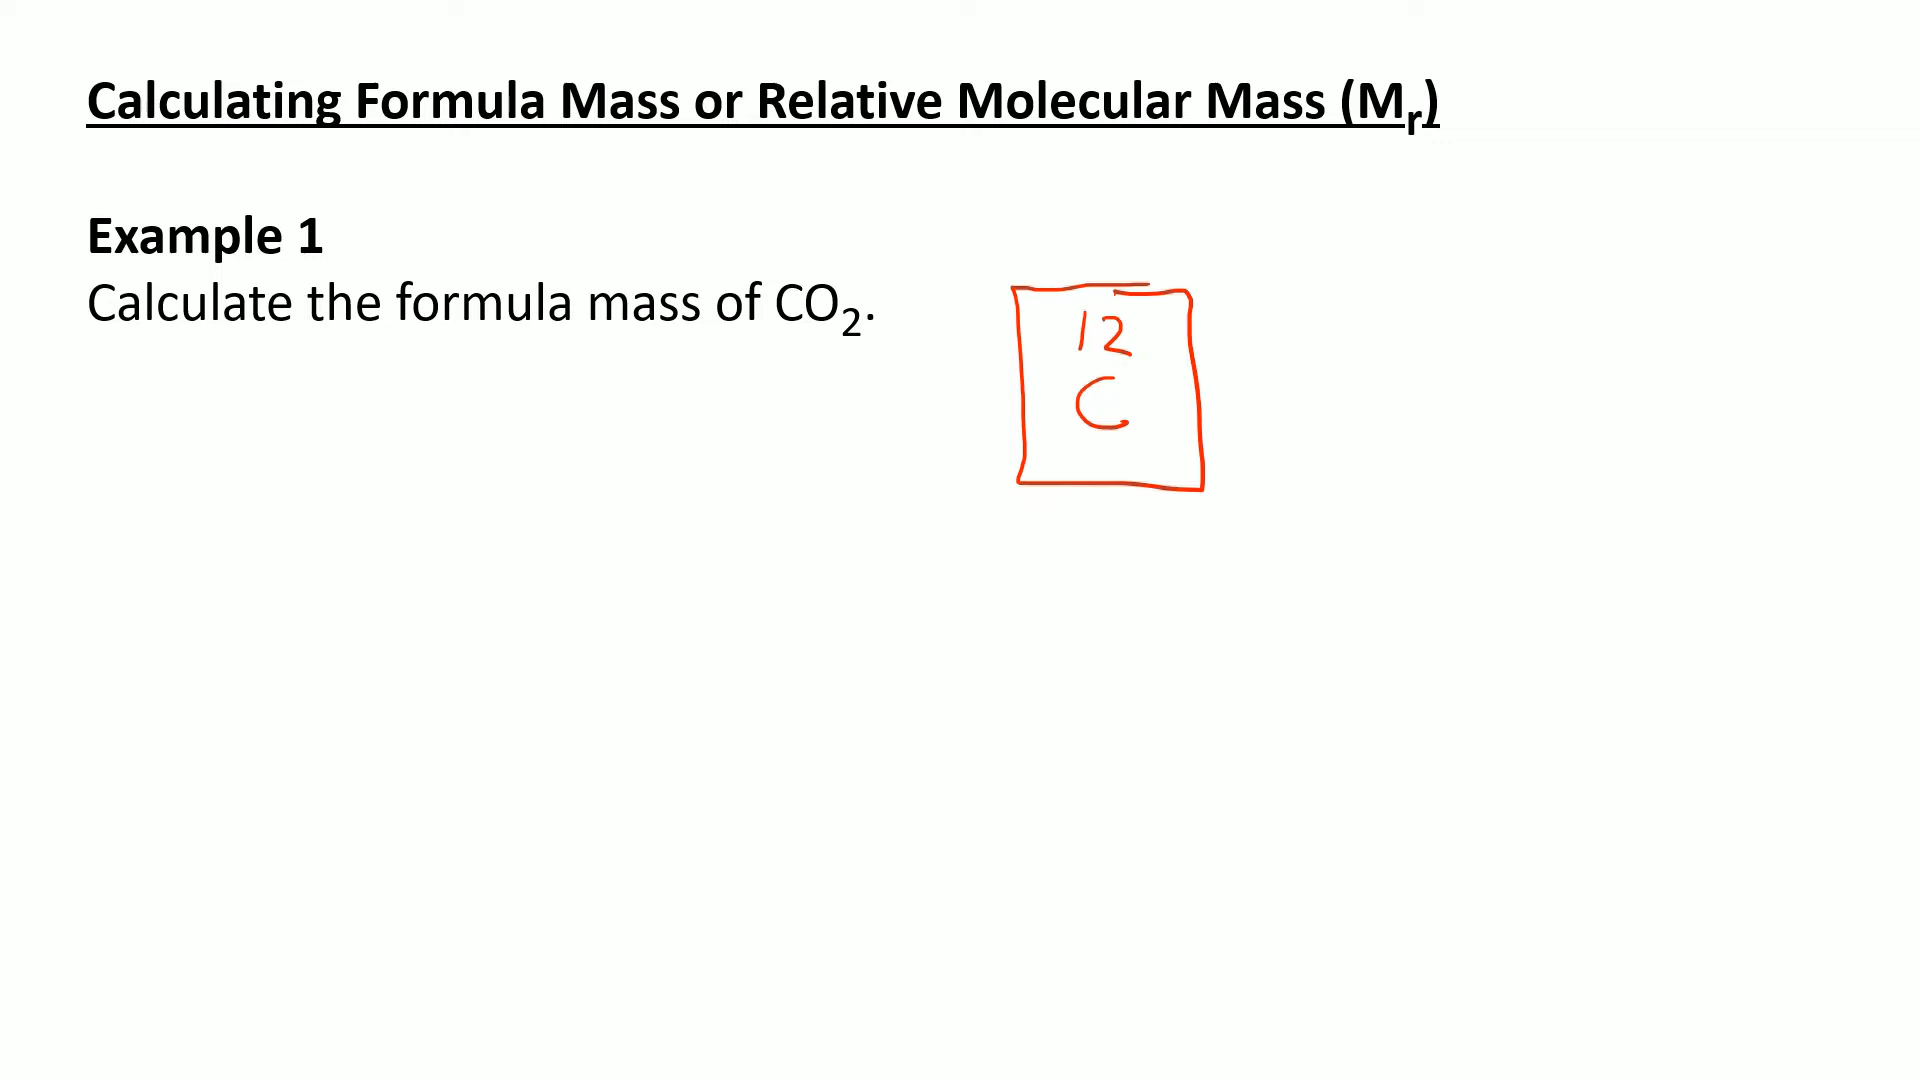 Calculating Formula Mass or Relative Molecular Mass (Mᵣ)
Example 1
Calculate the formula mass of CO₂.
12
C